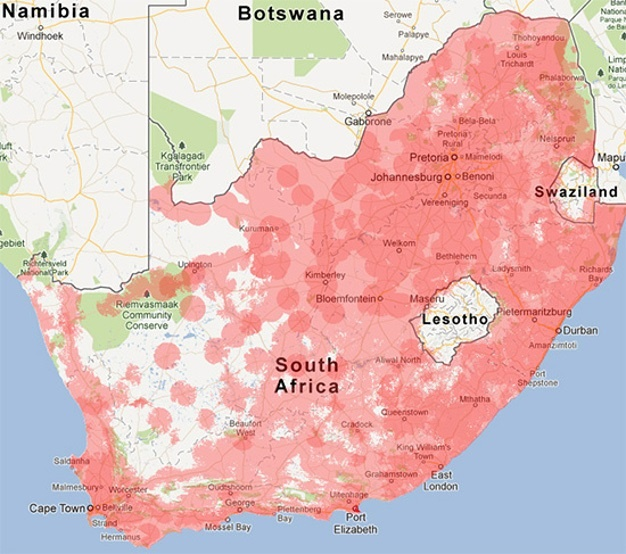 Namibia
Windhoek
Botswana
Serowe
Palapye
Mahalapye
Molepolole
Gaborone
Thohoyandou
Louis
Trichardt
Phalaborwa
Bela-Bela
Pretoria
Rural
Pretoria
Mamelodi
Nelspruit
Johannesburg
Benoni
Secunda
Vereeniging
Swaziland
Kgalagadi
Transfrontier
Park
Kuruman
Welkom
Bethlehem
Ladysmith
Richards
Bay
Richtersveld
National Park
Upington
Riemvasmaak
Community
Conserve
Kimberley
Bloemfontein
Maseru
Lesotho
Pietermaritzburg
Durban
Amanzimtoti
Port
Shepstone
South
Africa
Aliwal North
Mthatha
Queenstown
Beaufort
West
Cradock
King William's
Town
East
London
Grahamstown
Saldanha
Malmesbury
Worcester
Cape Town
Bellville
Strand
Hermanus
Oudtshoorn
George
Mossel Bay
Plettenberg
Bay
Uitenhage
Port
Elizabeth